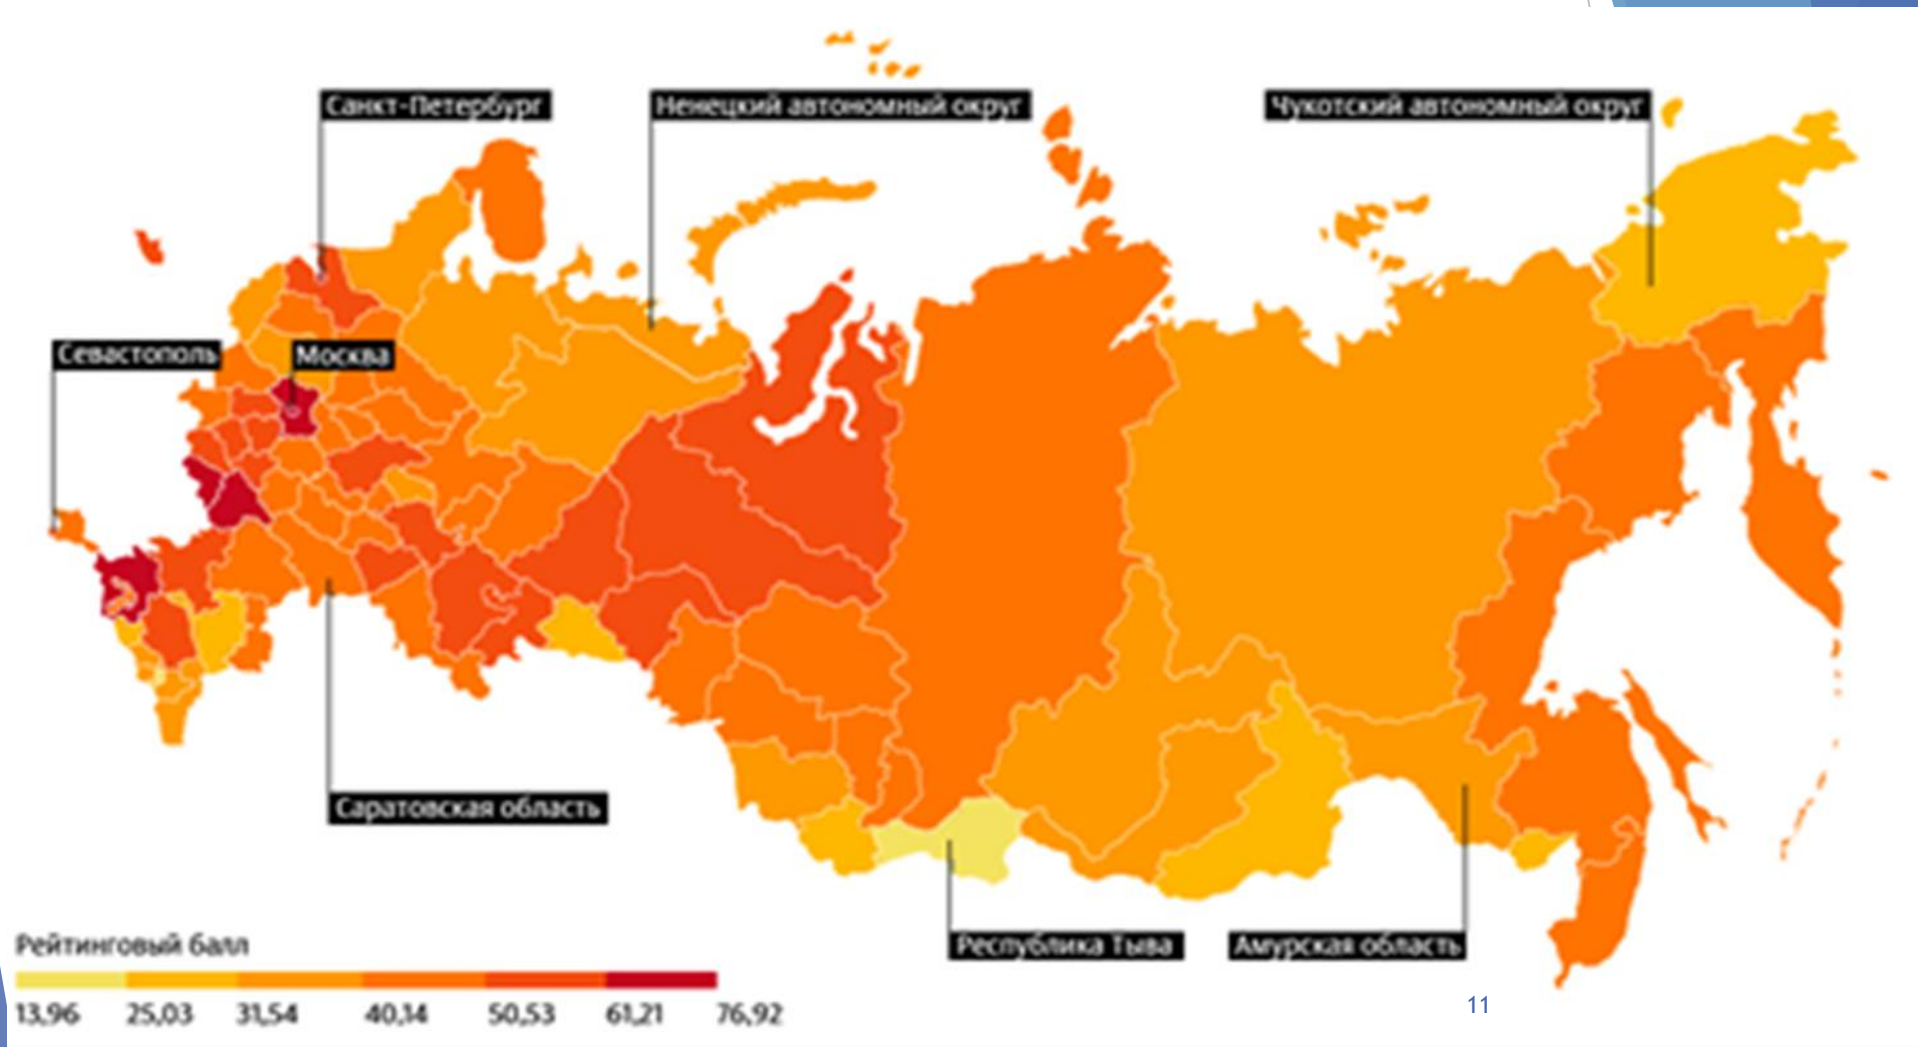 Санкт-Петербург
Ненецкий автономный округ
Чукотский автономный округ
Севастополь
Москва
Саратовская область
Республика Тыва
Амурская область
Рейтинговый балл
13,96 25,03 31,54 40,14 50,53 61,21 76,92
11